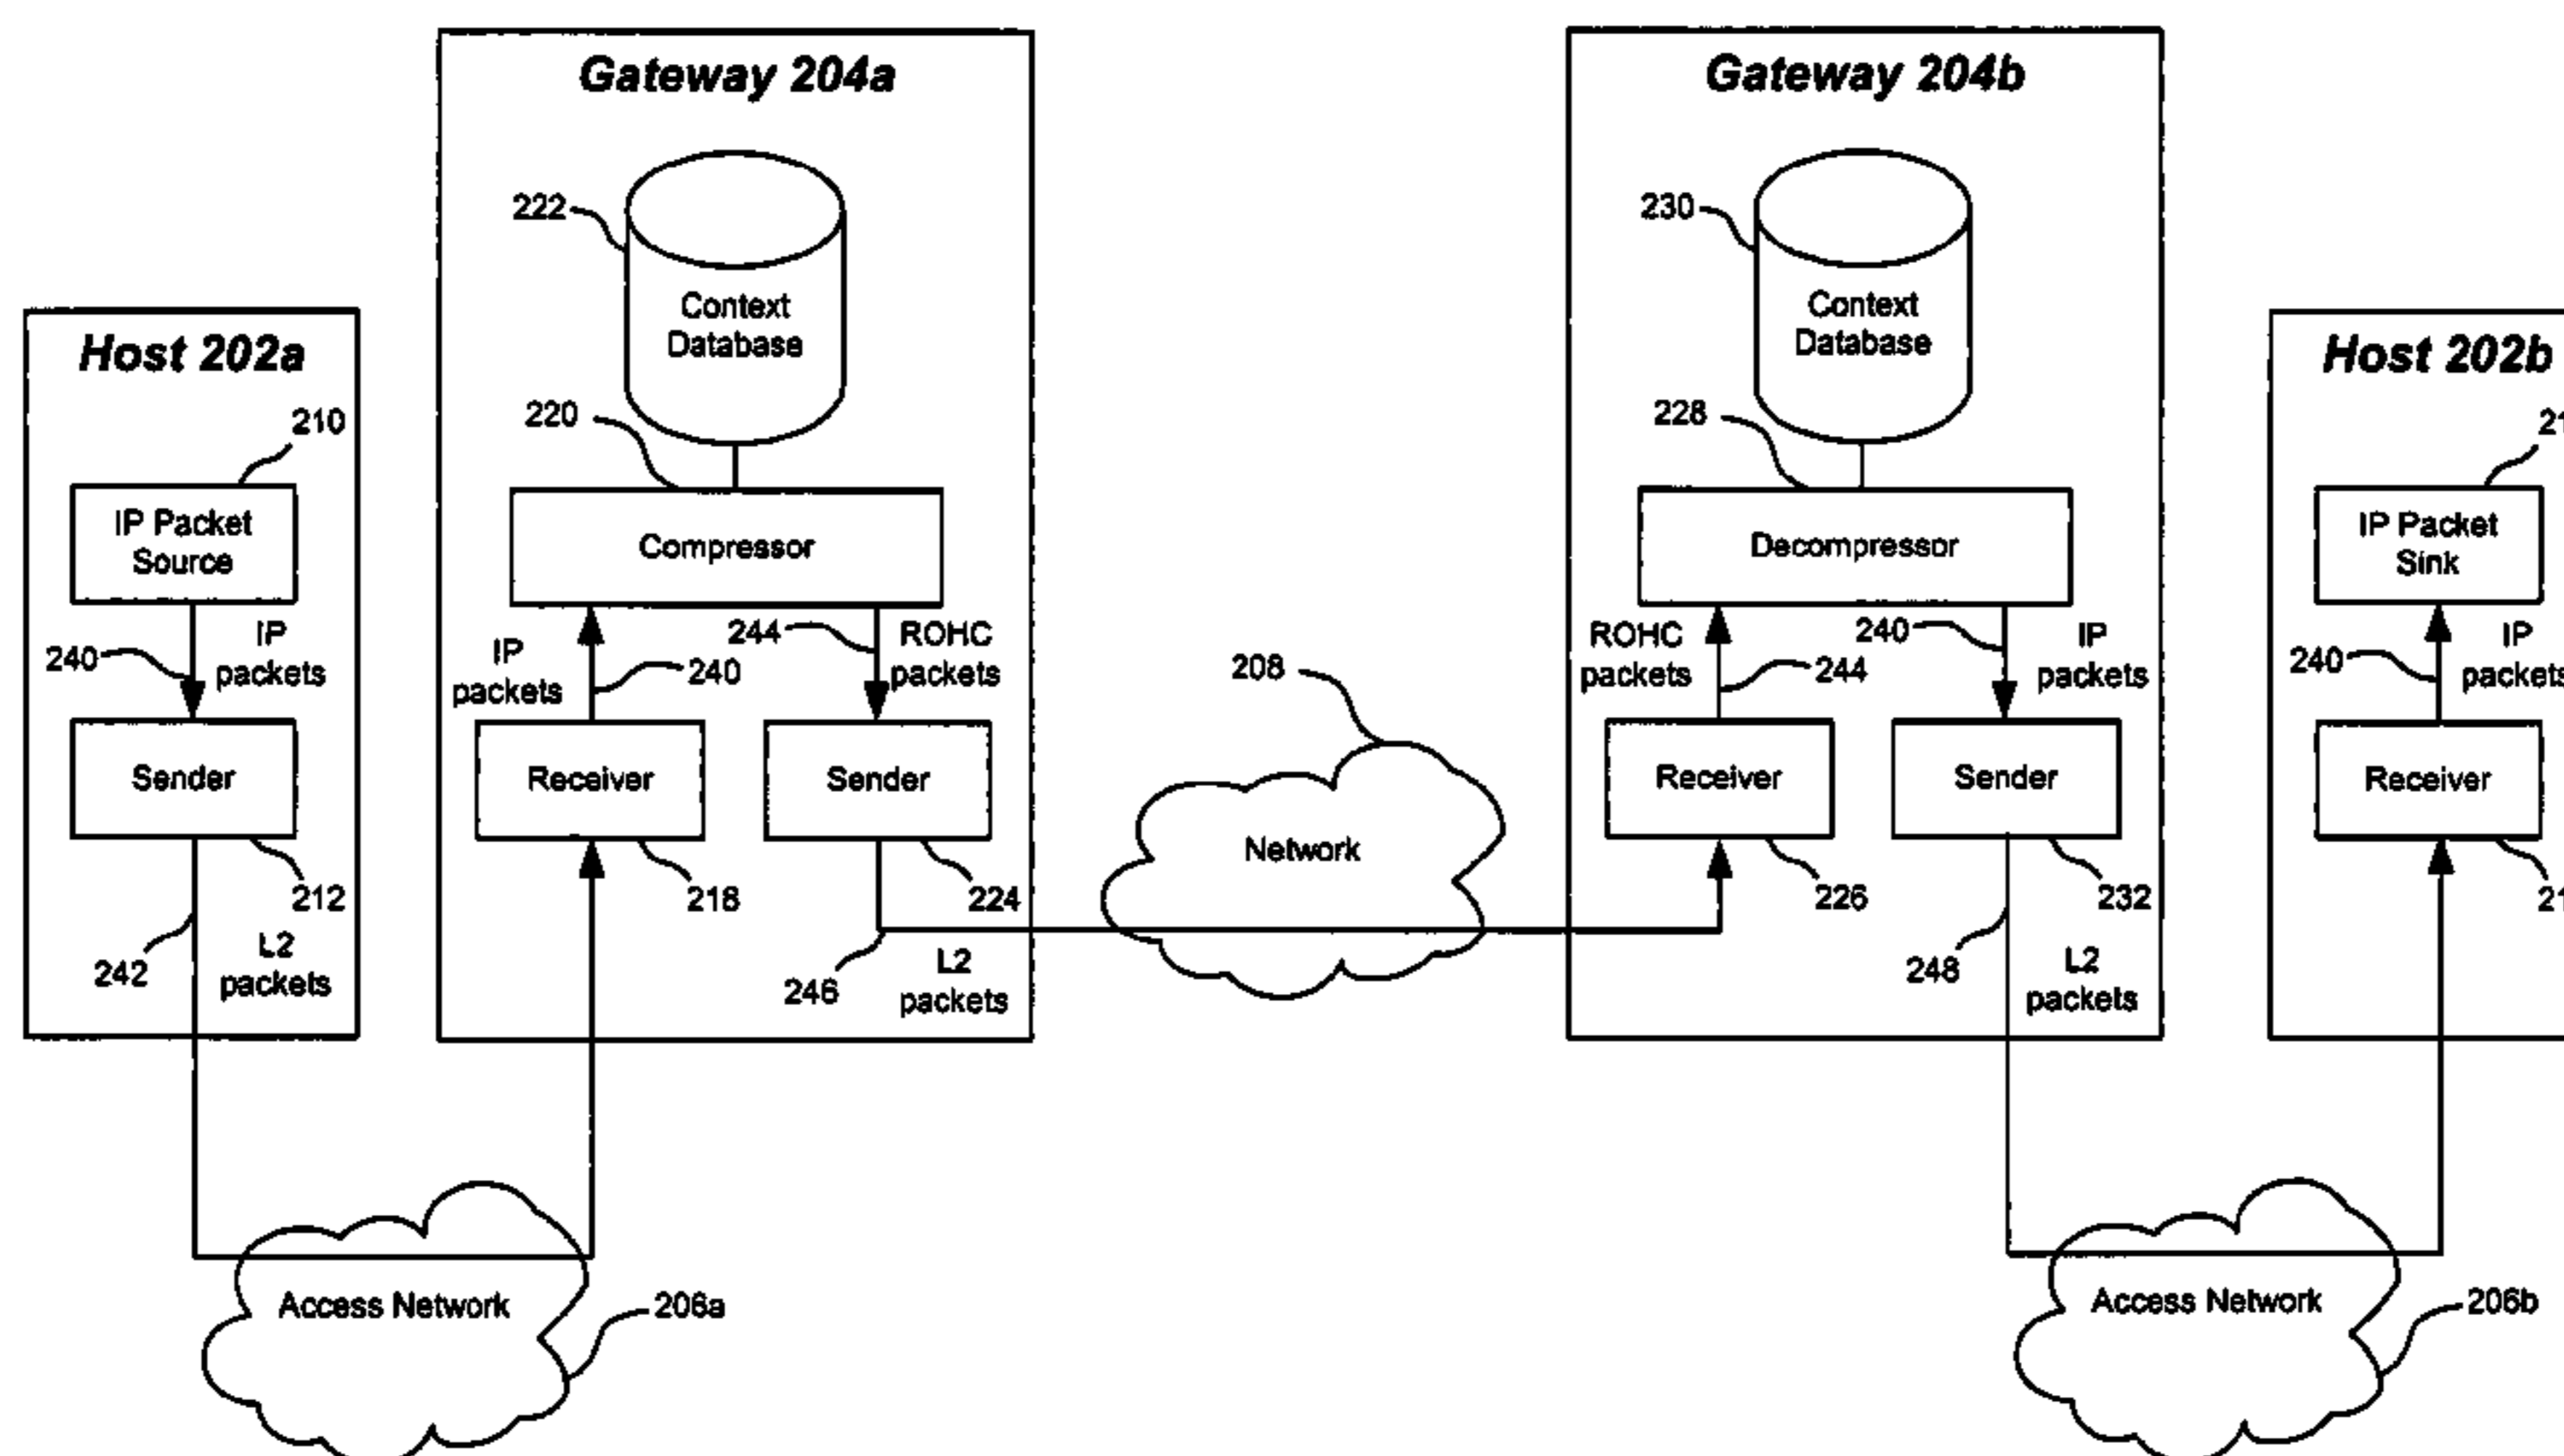 Gateway 204a
222
Context
Database
220
Compressor
IP
packets
240
244
ROHC
packets
Receiver
Sender
218
224
246
L2
packets
Host 202a
210
IP Packet
Source
240
IP
packets
Sender
212
242
L2
packets
Access Network
206a
208
Network
Gateway 204b
230
Context
Database
228
Decompressor
ROHC
packets
244
240
IP
packets
Receiver
Sender
226
232
248
L2
packets
Host 202b
IP Packet
Sink
240
IP
packets
Receiver
Access Network
206b